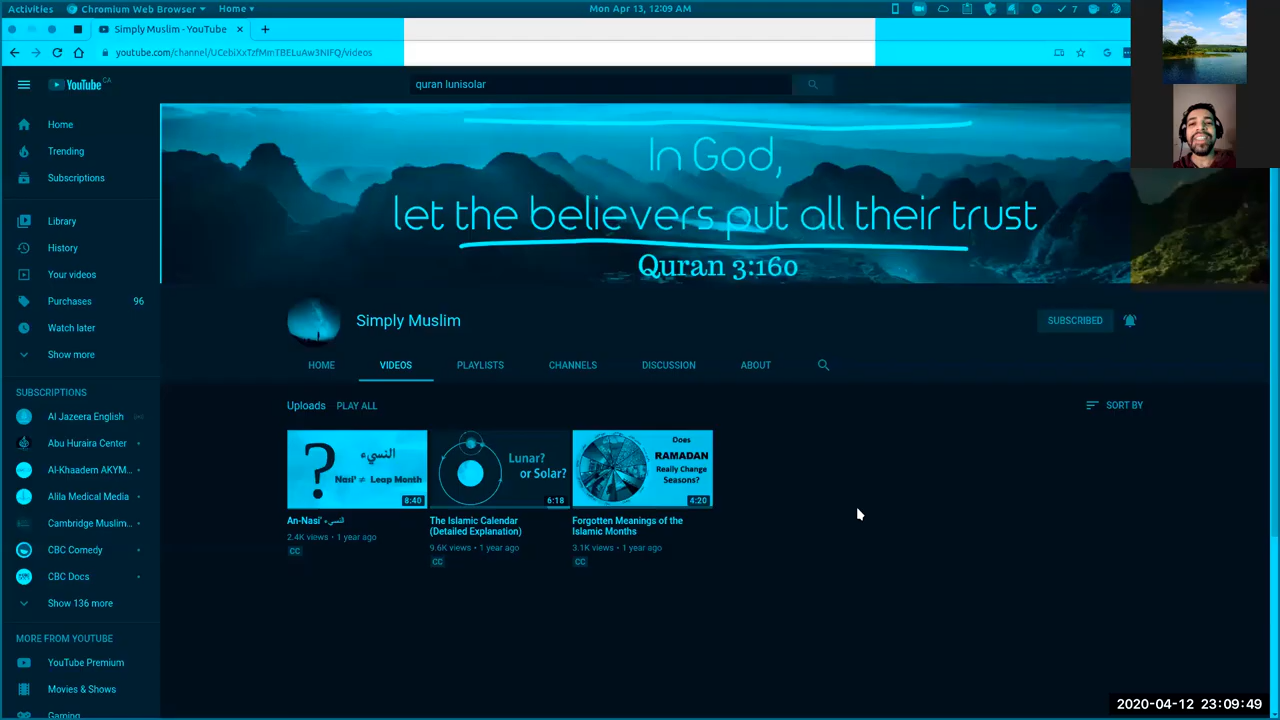 Activities
Chromium Web Browser
Home
Mon Apr 13, 12:09 AM
7
Simply Muslim - YouTube
youtube.com/channel/UCebiXxTzfMmTBELuAw3NIFQ/videos
YouTube CA
quran lunisolar
Home
Trending
Subscriptions
Library
History
Your videos
Purchases 96
Watch later
Show more
SUBSCRIPTIONS
Al Jazeera English
Abu Huraira Center
Al-Khaadem AKYM...
Alila Medical Media
Cambridge Muslim...
CBC Comedy
CBC Docs
Show 136 more
MORE FROM YOUTUBE
YouTube Premium
Movies & Shows
Gaming
In God,
let the believers put all their trust
Quran 3:160
Simply Muslim
SUBSCRIBED
HOME
VIDEOS
PLAYLISTS
CHANNELS
DISCUSSION
ABOUT
Uploads
PLAY ALL
SORT BY
?
النسيء
Nasi' ≠ Leap Month
8:40
An-Nasi' النسيء
2.4K views • 1 year ago
CC
Lunar?
or Solar?
6:18
The Islamic Calendar
(Detailed Explanation)
9.6K views • 1 year ago
CC
Does
RAMADAN
Really Change
Seasons?
4:20
Forgotten Meanings of the
Islamic Months
3.1K views • 1 year ago
CC
2020-04-12 23:09:49